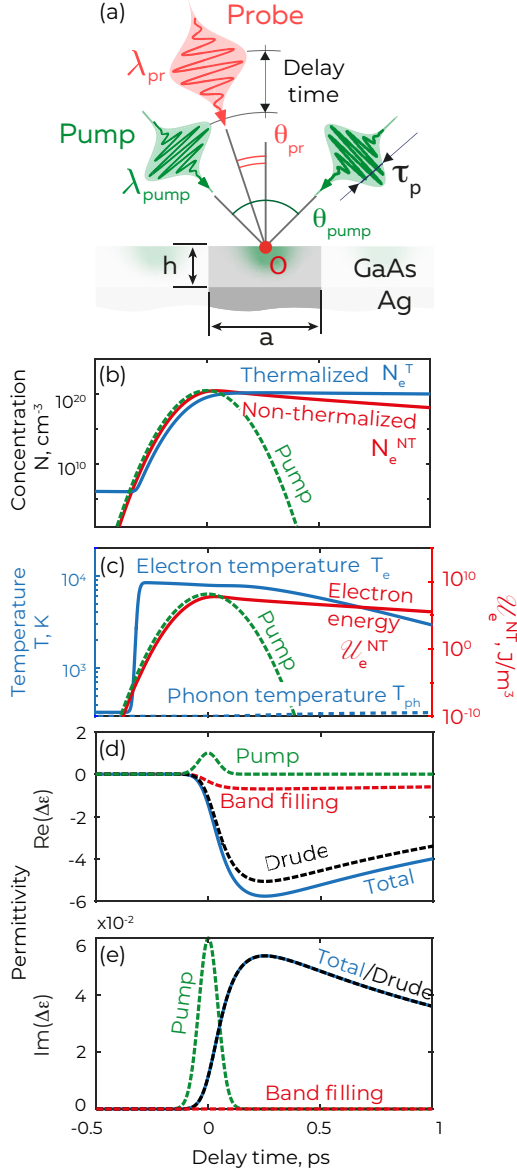 (a)
Probe
λpr
Delay
time
Pump
θpr
λpump
τp
θpump
h
O
GaAs
Ag
a
(b)
Thermalized NeT
Non-thermalized
NeNT
Pump
10²⁰
10¹⁰
Concentration
N, cm⁻³
(c)
Electron temperature Te
Electron
energy
𝒰eNT
Pump
Phonon temperature Tph
10⁴
10³
Temperature
T, K
10¹⁰
10⁰
10⁻¹⁰
𝒰eNT, J/m³
(d)
Pump
Band filling
Drude
Total
2
0
-2
-4
-6
Re(Δε)
Permittivity
x10⁻²
(e)
Pump
Total/Drude
Band filling
6
4
2
0
Im(Δε)
-0.5
0
0.5
1
Delay time, ps